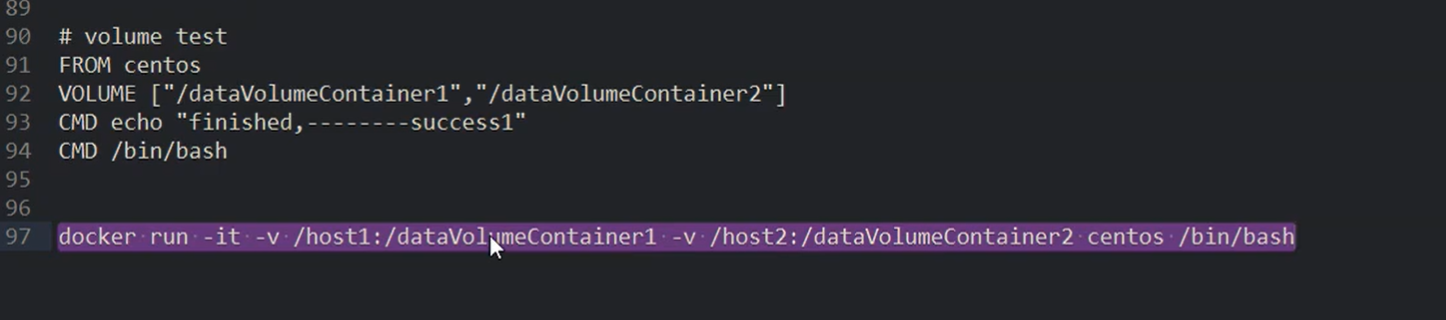 89
90 # volume test
91 FROM centos
92 VOLUME ["/dataVolumeContainer1","/dataVolumeContainer2"]
93 CMD echo "finished,--------success1"
94 CMD /bin/bash
95
96
97 docker run -it -v /host1:/dataVolumeContainer1 -v /host2:/dataVolumeContainer2 centos /bin/bash